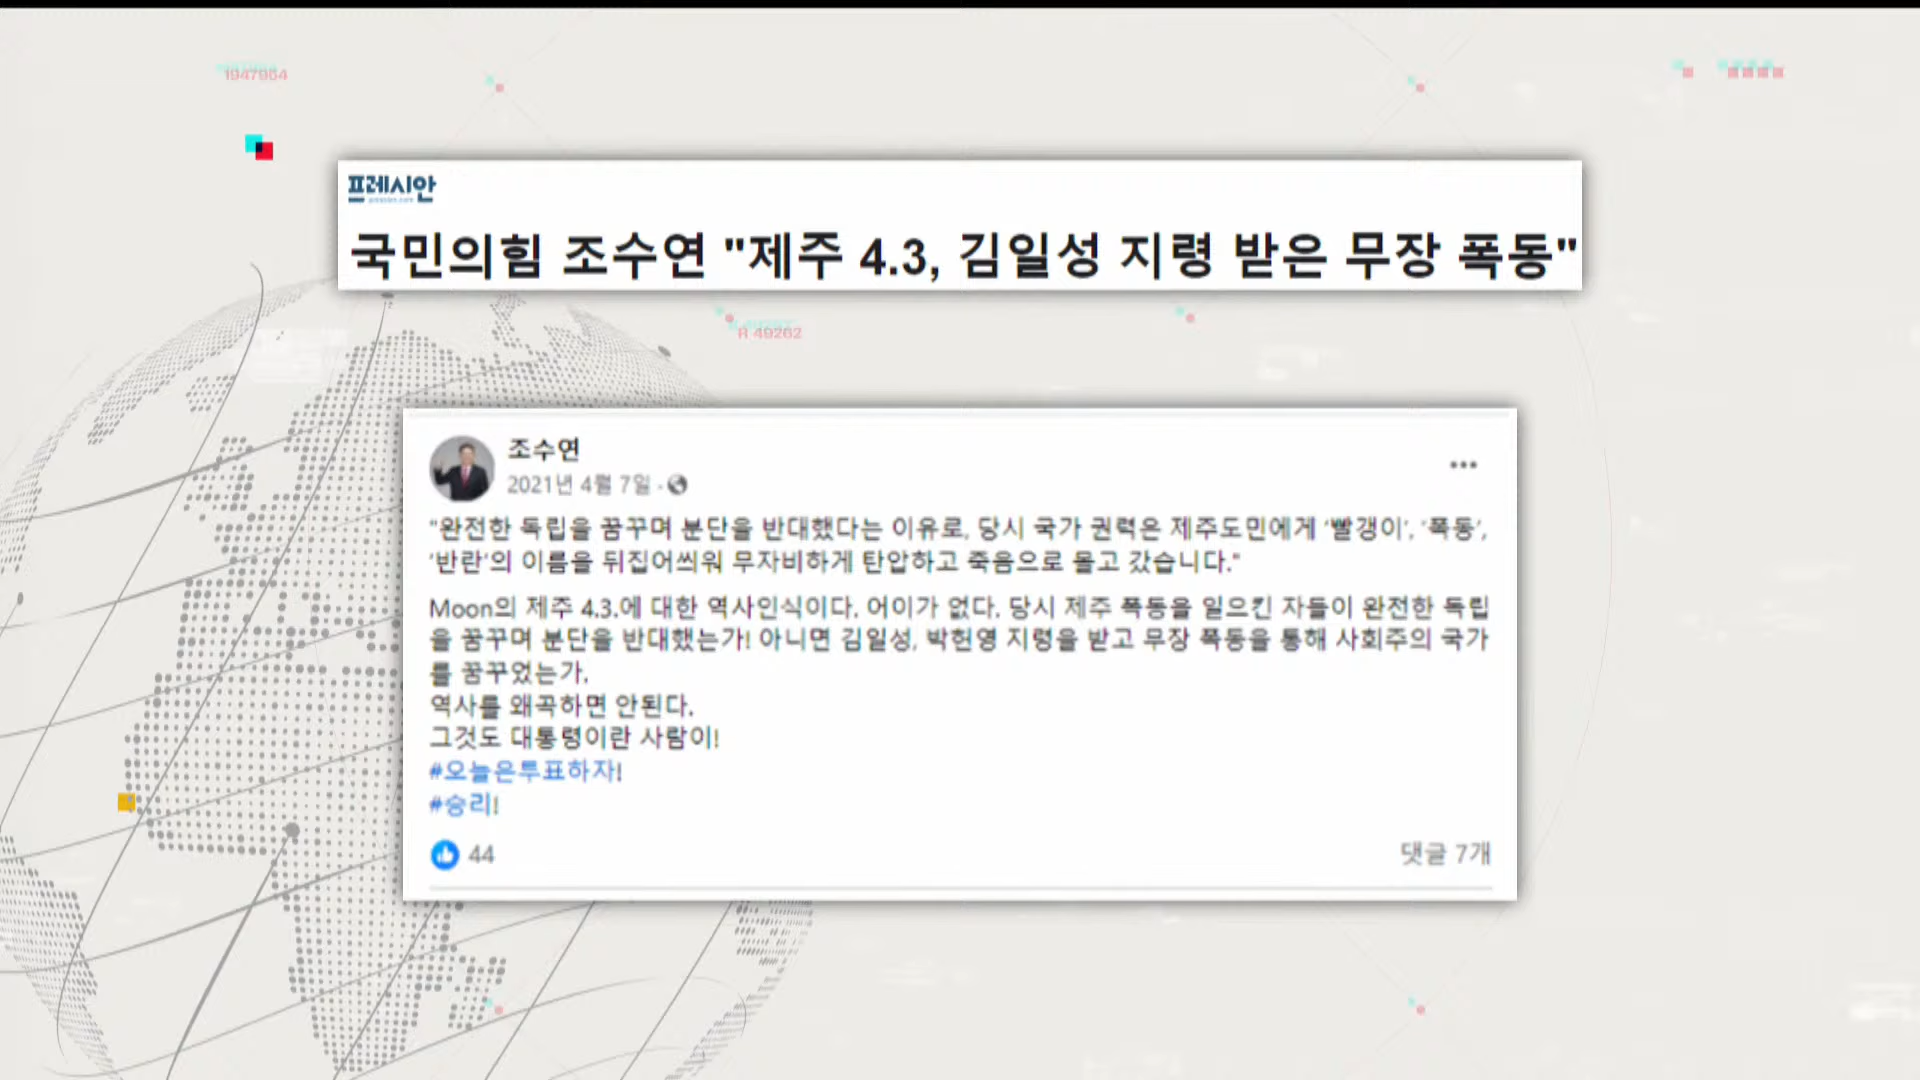 1947964
프레시안
국민의힘 조수연 "제주 4.3, 김일성 지령 받은 무장 폭동"
R 49262
조수연
2021년 4월 7일 ·
"완전한 독립을 꿈꾸며 분단을 반대했다는 이유로, 당시 국가 권력은 제주도민에게 '빨갱이', '폭동',
'반란'의 이름을 뒤집어씌워 무자비하게 탄압하고 죽음으로 몰고 갔습니다."
Moon의 제주 4.3.에 대한 역사인식이다. 어이가 없다. 당시 제주 폭동을 일으킨 자들이 완전한 독립
을 꿈꾸며 분단을 반대했는가! 아니면 김일성, 박헌영 지령을 받고 무장 폭동을 통해 사회주의 국가
를 꿈꾸었는가.
역사를 왜곡하면 안된다.
그것도 대통령이란 사람이!
#오늘은투표하자!
#승리!
44
댓글 7개